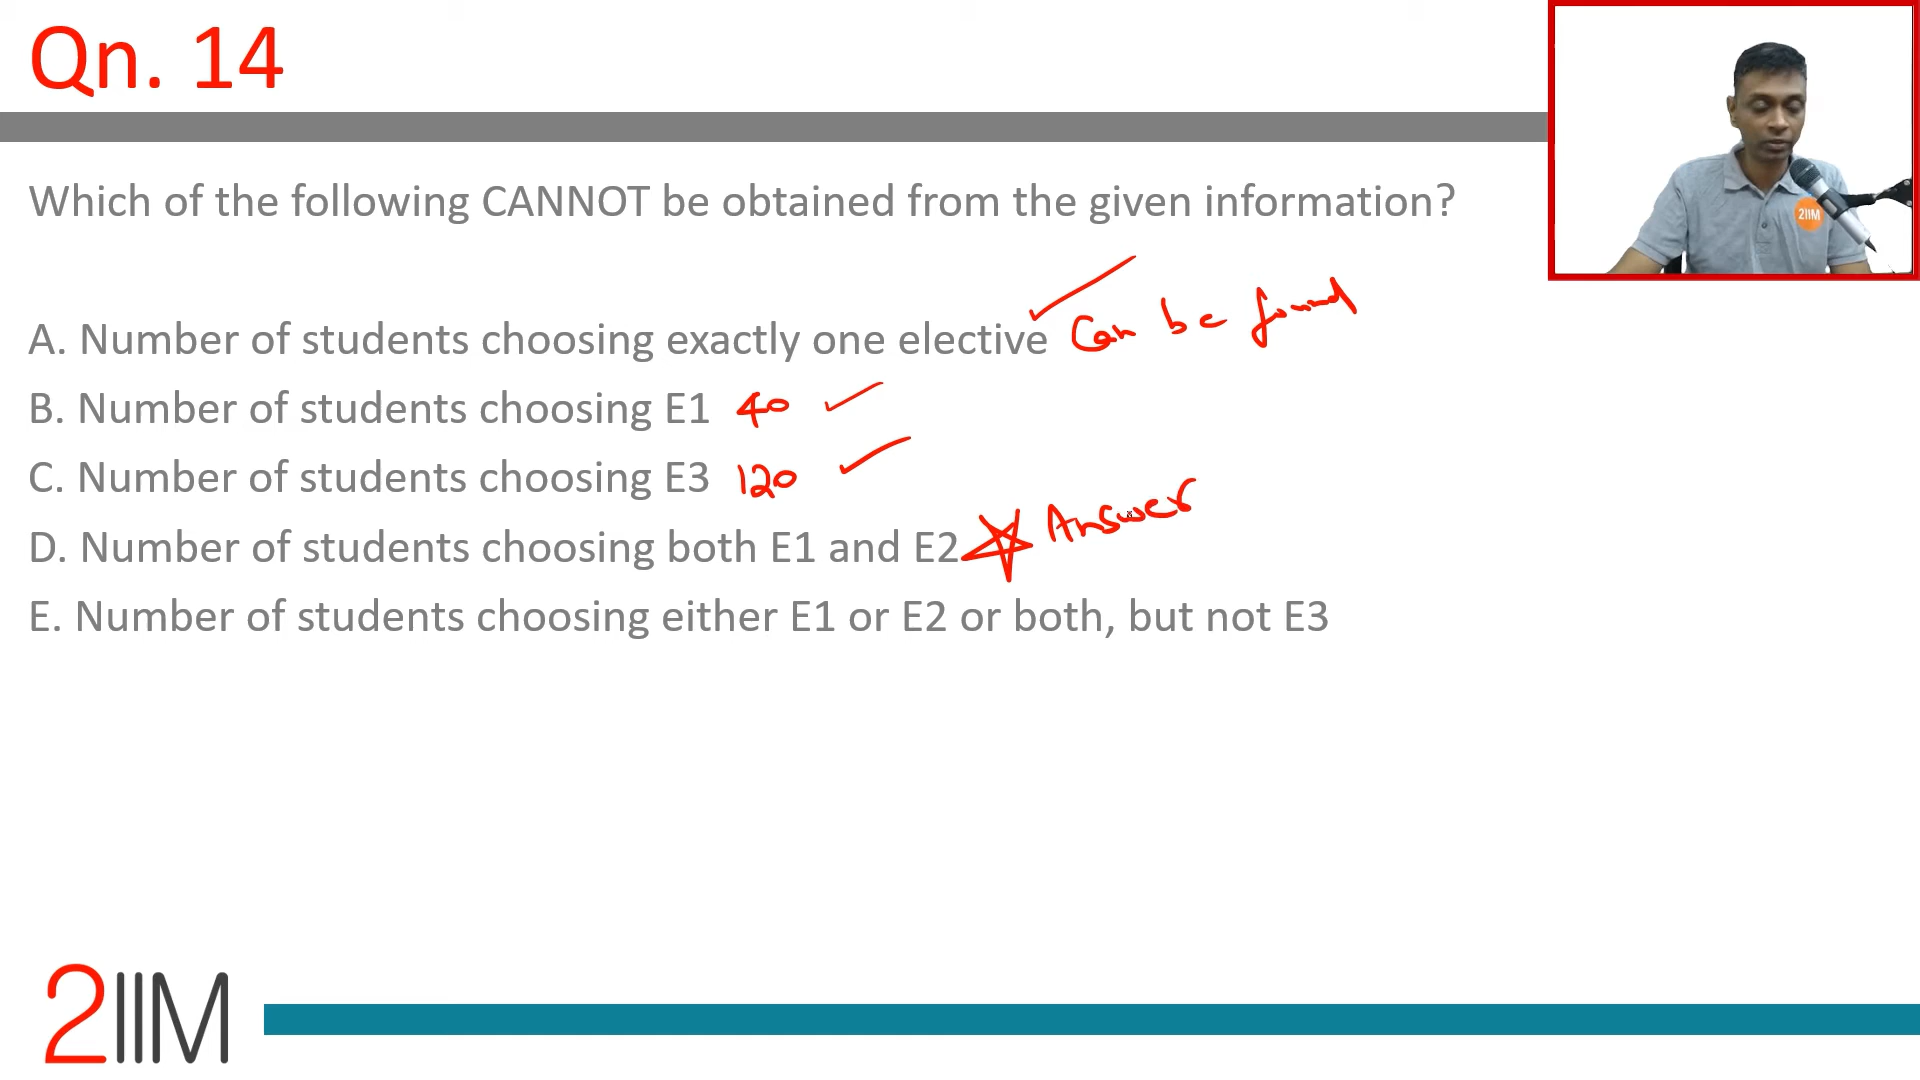 Qn. 14
Which of the following CANNOT be obtained from the given information?
A. Number of students choosing exactly one elective Can be found
B. Number of students choosing E1 40
C. Number of students choosing E3 120
D. Number of students choosing both E1 and E2 Answer
E. Number of students choosing either E1 or E2 or both, but not E3
2IIM
2IIM